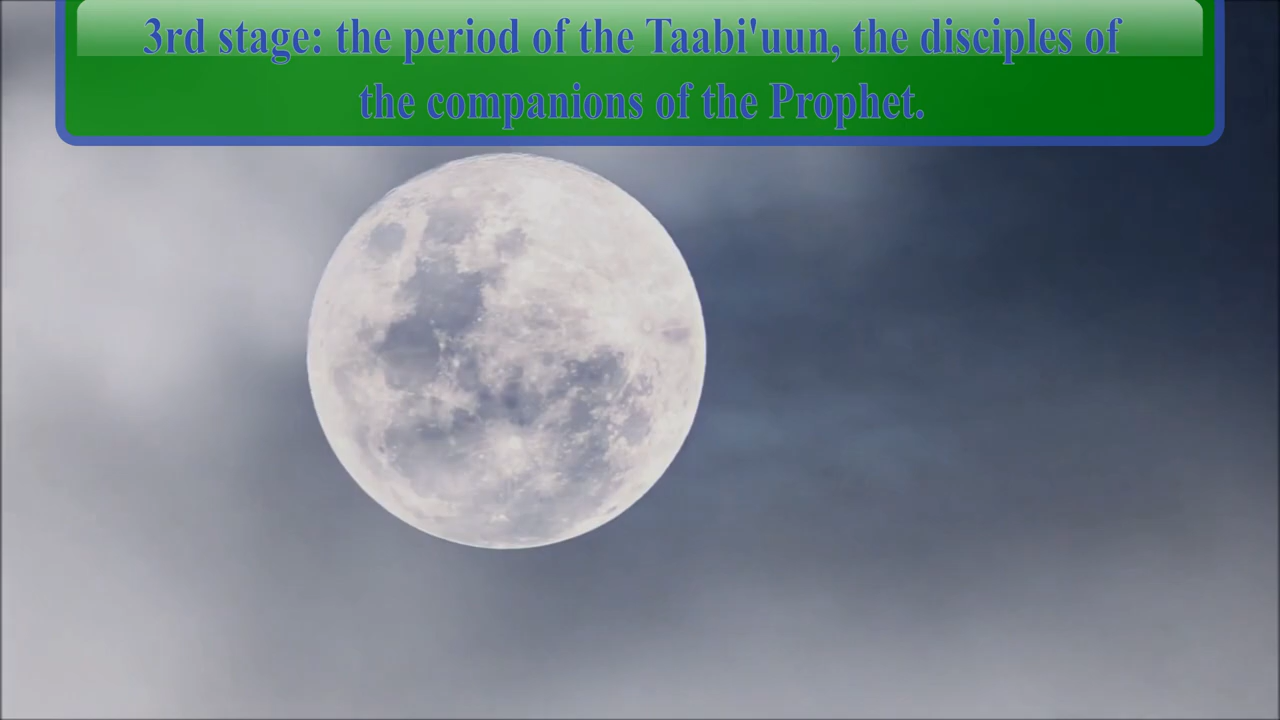 3rd stage: the period of the Taabi'uun, the disciples of
the companions of the Prophet.